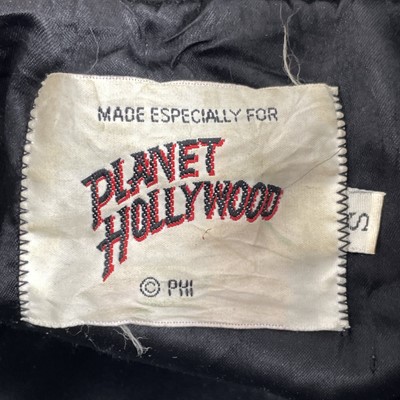 MADE ESPECIALLY FOR
PLANET
HOLLYWOOD
© PHI
S